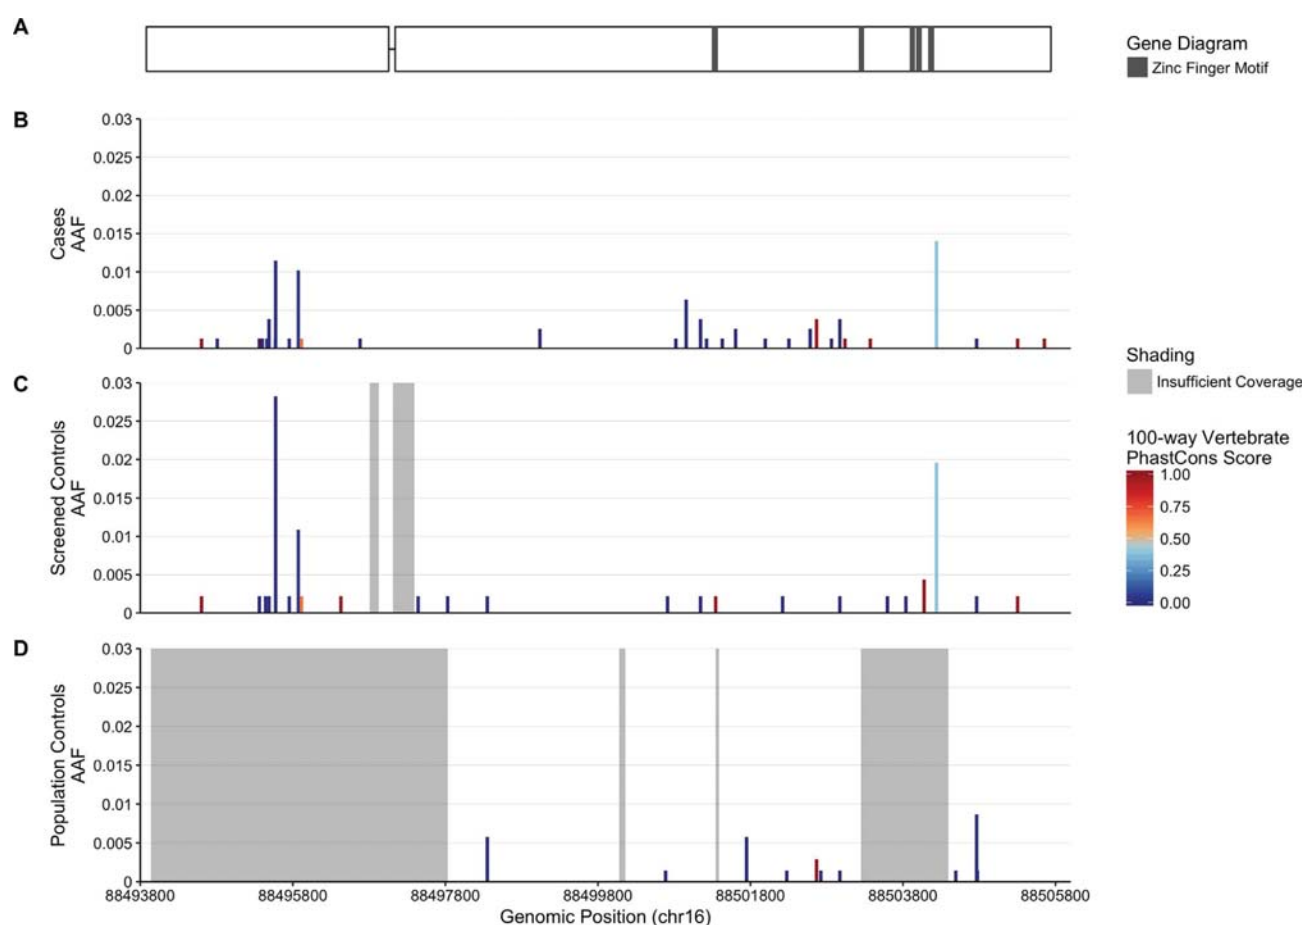 A
Gene Diagram
Zinc Finger Motif
B
0.03
0.025
0.02
0.015
0.01
0.005
0
Cases
AAF
C
0.03
0.025
0.02
0.015
0.01
0.005
0
Screened Controls
AAF
Shading
Insufficient Coverage
100-way Vertebrate
PhastCons Score
1.00
0.75
0.50
0.25
0.00
D
0.03
0.025
0.02
0.015
0.01
0.005
0
Population Controls
AAF
88493800 88495800 88497800 88499800 88501800 88503800 88505800
Genomic Position (chr16)